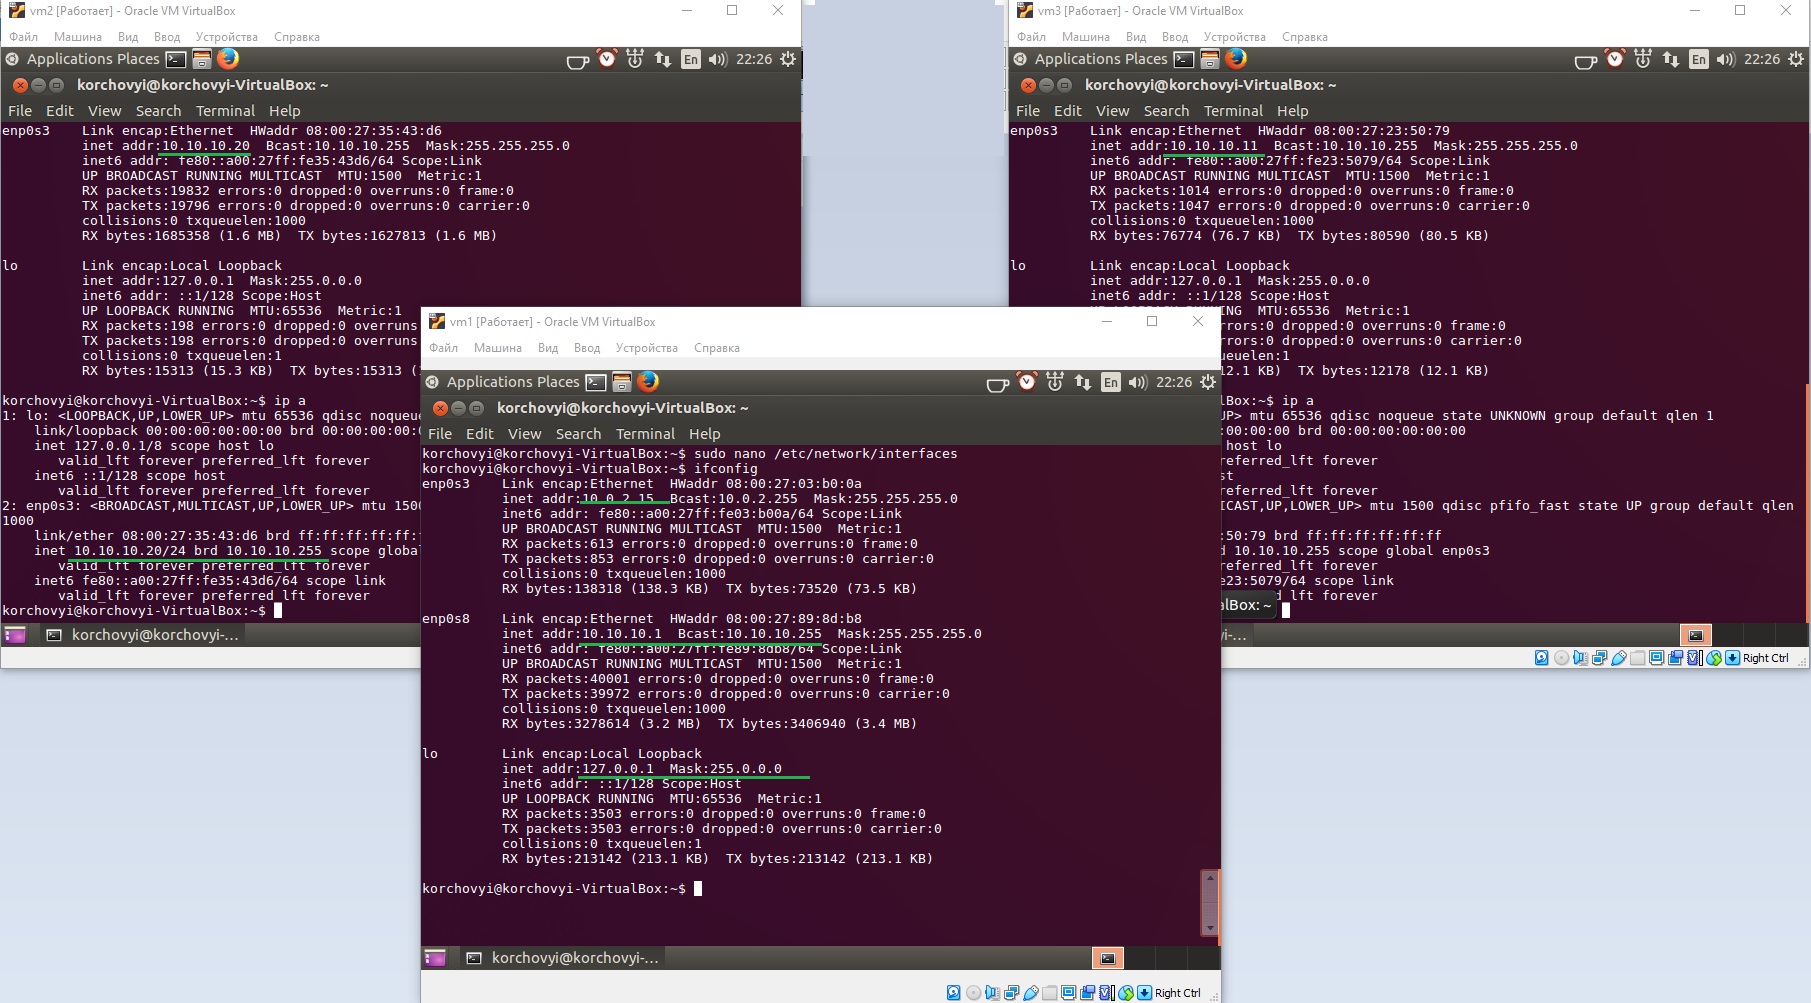 vm2 [Работает] - Oracle VM VirtualBox
Файл Машина Вид Ввод Устройства Справка
Applications Places En 22:26
korchovyi@korchovyi-VirtualBox: ~
File Edit View Search Terminal Help
enp0s3 Link encap:Ethernet HWaddr 08:00:27:35:43:d6
inet addr:10.10.10.20 Bcast:10.10.10.255 Mask:255.255.255.0
inet6 addr: fe80::a00:27ff:fe35:43d6/64 Scope:Link
UP BROADCAST RUNNING MULTICAST MTU:1500 Metric:1
RX packets:19832 errors:0 dropped:0 overruns:0 frame:0
TX packets:19796 errors:0 dropped:0 overruns:0 carrier:0
collisions:0 txqueuelen:1000
RX bytes:1685358 (1.6 MB) TX bytes:1627813 (1.6 MB)
lo Link encap:Local Loopback
inet addr:127.0.0.1 Mask:255.0.0.0
inet6 addr: ::1/128 Scope:Host
UP LOOPBACK RUNNING MTU:65536 Metric:1
RX packets:198 errors:0 dropped:0 overruns
TX packets:198 errors:0 dropped:0 overruns
collisions:0 txqueuelen:1
RX bytes:15313 (15.3 KB) TX bytes:15313 (
korchovyi@korchovyi-VirtualBox:~$ ip a
1: lo: <LOOPBACK,UP,LOWER_UP> mtu 65536 qdisc noqueue
link/loopback 00:00:00:00:00:00 brd 00:00:00:0
inet 127.0.0.1/8 scope host lo
valid_lft forever preferred_lft forever
inet6 ::1/128 scope host
valid_lft forever preferred_lft forever
2: enp0s3: <BROADCAST,MULTICAST,UP,LOWER_UP> mtu 150
1000
link/ether 08:00:27:35:43:d6 brd ff:ff:ff:ff:ff:
inet 10.10.10.20/24 brd 10.10.10.255 scope global
valid_lft forever preferred_lft forever
inet6 fe80::a00:27ff:fe35:43d6/64 scope link
valid_lft forever preferred_lft forever
korchovyi@korchovyi-VirtualBox:~$
korchovyi@korchovyi-...
vm3 [Работает] - Oracle VM VirtualBox
Файл Машина Вид Ввод Устройства Справка
Applications Places En 22:26
korchovyi@korchovyi-VirtualBox: ~
File Edit View Search Terminal Help
enp0s3 Link encap:Ethernet HWaddr 08:00:27:23:50:79
inet addr:10.10.10.11 Bcast:10.10.10.255 Mask:255.255.255.0
inet6 addr: fe80::a00:27ff:fe23:5079/64 Scope:Link
UP BROADCAST RUNNING MULTICAST MTU:1500 Metric:1
RX packets:1014 errors:0 dropped:0 overruns:0 frame:0
TX packets:1047 errors:0 dropped:0 overruns:0 carrier:0
collisions:0 txqueuelen:1000
RX bytes:76774 (76.7 KB) TX bytes:80590 (80.5 KB)
lo Link encap:Local Loopback
inet addr:127.0.0.1 Mask:255.0.0.0
inet6 addr: ::1/128 Scope:Host
NG MTU:65536 Metric:1
rrors:0 dropped:0 overruns:0 frame:0
rrors:0 dropped:0 overruns:0 carrier:0
ueuelen:1
12.1 KB) TX bytes:12178 (12.1 KB)
lBox:~$ ip a
UP> mtu 65536 qdisc noqueue state UNKNOWN group default qlen 1
:00:00:00 brd 00:00:00:00:00:00
host lo
referred_lft forever
st
referred_lft forever
ICAST,UP,LOWER_UP> mtu 1500 qdisc pfifo_fast state UP group default qlen
:50:79 brd ff:ff:ff:ff:ff:ff
d 10.10.10.255 scope global enp0s3
referred_lft forever
e23:5079/64 scope link
d_lft forever
alBox: ~
yi-...
Right Ctrl
vm1 [Работает] - Oracle VM VirtualBox
Файл Машина Вид Ввод Устройства Справка
Applications Places En 22:26
korchovyi@korchovyi-VirtualBox: ~
File Edit View Search Terminal Help
korchovyi@korchovyi-VirtualBox:~$ sudo nano /etc/network/interfaces
korchovyi@korchovyi-VirtualBox:~$ ifconfig
enp0s3 Link encap:Ethernet HWaddr 08:00:27:03:b0:0a
inet addr:10.0.2.15 Bcast:10.0.2.255 Mask:255.255.255.0
inet6 addr: fe80::a00:27ff:fe03:b00a/64 Scope:Link
UP BROADCAST RUNNING MULTICAST MTU:1500 Metric:1
RX packets:613 errors:0 dropped:0 overruns:0 frame:0
TX packets:853 errors:0 dropped:0 overruns:0 carrier:0
collisions:0 txqueuelen:1000
RX bytes:138318 (138.3 KB) TX bytes:73520 (73.5 KB)
enp0s8 Link encap:Ethernet HWaddr 08:00:27:89:8d:b8
inet addr:10.10.10.1 Bcast:10.10.10.255 Mask:255.255.255.0
inet6 addr: fe80::a00:27ff:fe89:8db8/64 Scope:Link
UP BROADCAST RUNNING MULTICAST MTU:1500 Metric:1
RX packets:40001 errors:0 dropped:0 overruns:0 frame:0
TX packets:39972 errors:0 dropped:0 overruns:0 carrier:0
collisions:0 txqueuelen:1000
RX bytes:3278614 (3.2 MB) TX bytes:3406940 (3.4 MB)
lo Link encap:Local Loopback
inet addr:127.0.0.1 Mask:255.0.0.0
inet6 addr: ::1/128 Scope:Host
UP LOOPBACK RUNNING MTU:65536 Metric:1
RX packets:3503 errors:0 dropped:0 overruns:0 frame:0
TX packets:3503 errors:0 dropped:0 overruns:0 carrier:0
collisions:0 txqueuelen:1
RX bytes:213142 (213.1 KB) TX bytes:213142 (213.1 KB)
korchovyi@korchovyi-VirtualBox:~$
korchovyi@korchovyi-...
Right Ctrl